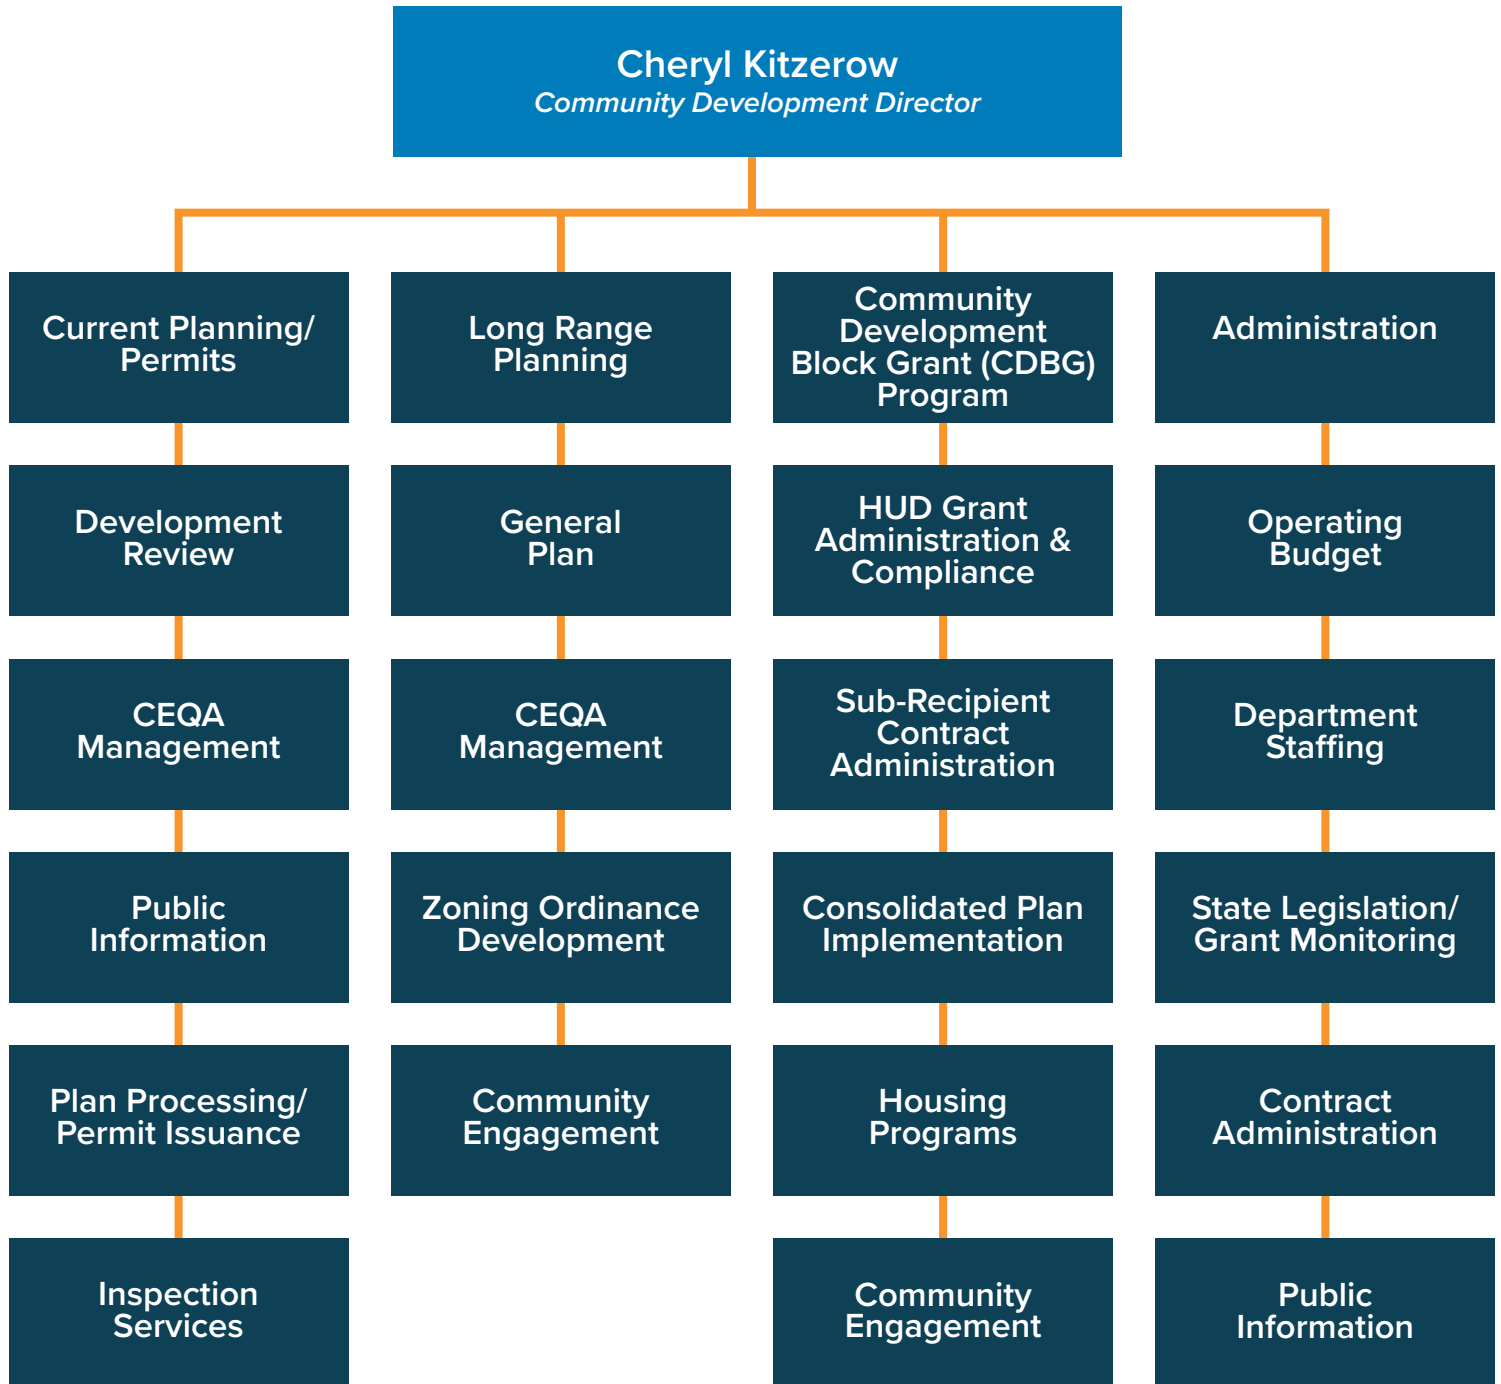 Cheryl Kitzerow
Community Development Director
Current Planning/
Permits
Long Range
Planning
Community
Development
Block Grant (CDBG)
Program
Administration
Development
Review
General
Plan
HUD Grant
Administration &
Compliance
Operating
Budget
CEQA
Management
CEQA
Management
Sub-Recipient
Contract
Administration
Department
Staffing
Public
Information
Zoning Ordinance
Development
Consolidated Plan
Implementation
State Legislation/
Grant Monitoring
Plan Processing/
Permit Issuance
Community
Engagement
Housing
Programs
Contract
Administration
Inspection
Services
Community
Engagement
Public
Information